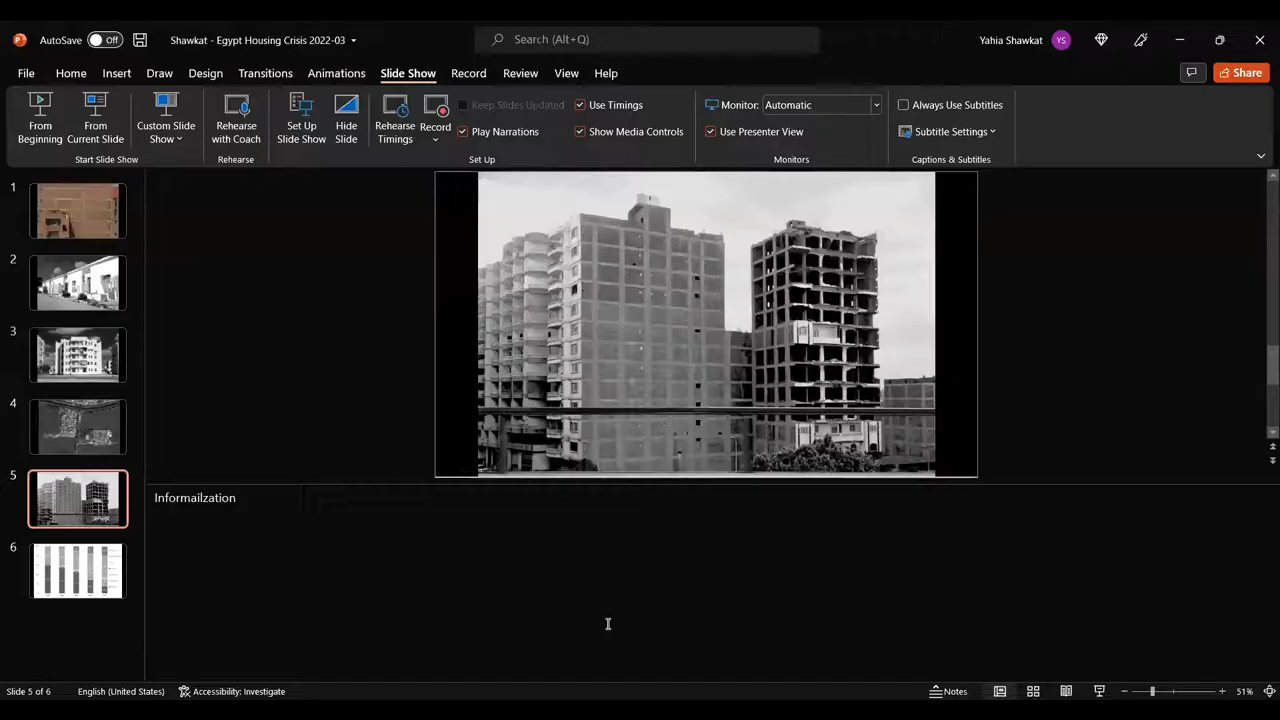 AutoSave Off Shawkat - Egypt Housing Crisis 2022-03 Search (Alt+Q) Yahia Shawkat YS
File Home Insert Draw Design Transitions Animations Slide Show Record Review View Help Share
From Beginning
From Current Slide
Custom Slide Show
Start Slide Show
Rehearse with Coach
Rehearse
Set Up Slide Show
Hide Slide
Rehearse Timings
Record
Keep Slides Updated
Play Narrations
Use Timings
Show Media Controls
Set Up
Monitor: Automatic
Use Presenter View
Monitors
Always Use Subtitles
Subtitle Settings
Captions & Subtitles
1
2
3
4
5
6
Informailzation
Slide 5 of 6 English (United States) Accessibility: Investigate Notes 51%